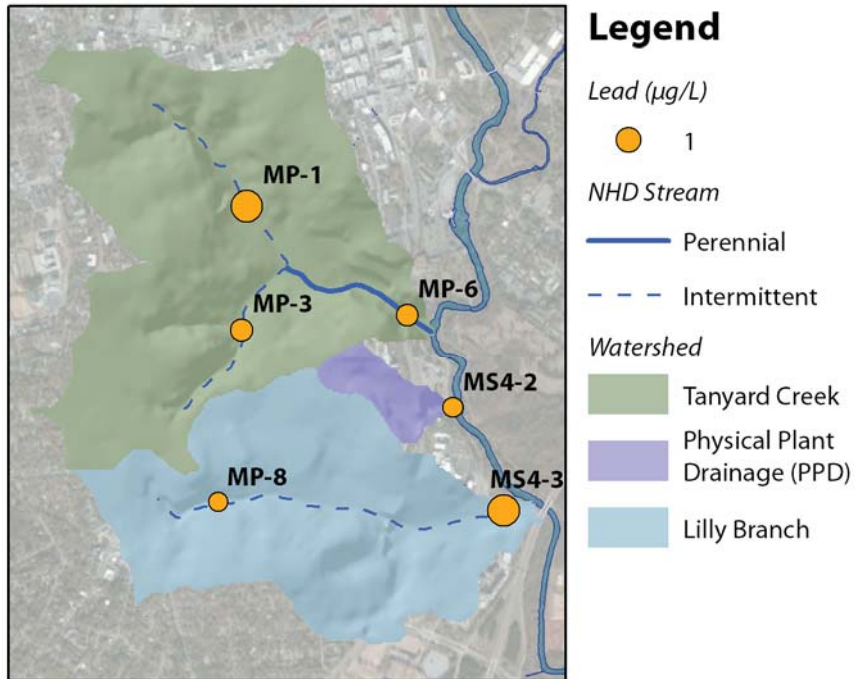 Legend
Lead (µg/L)
1
NHD Stream
Perennial
Intermittent
Watershed
Tanyard Creek
Physical Plant
Drainage (PPD)
Lilly Branch
MP-1
MP-6
MP-3
MS4-2
MP-8
MS4-3